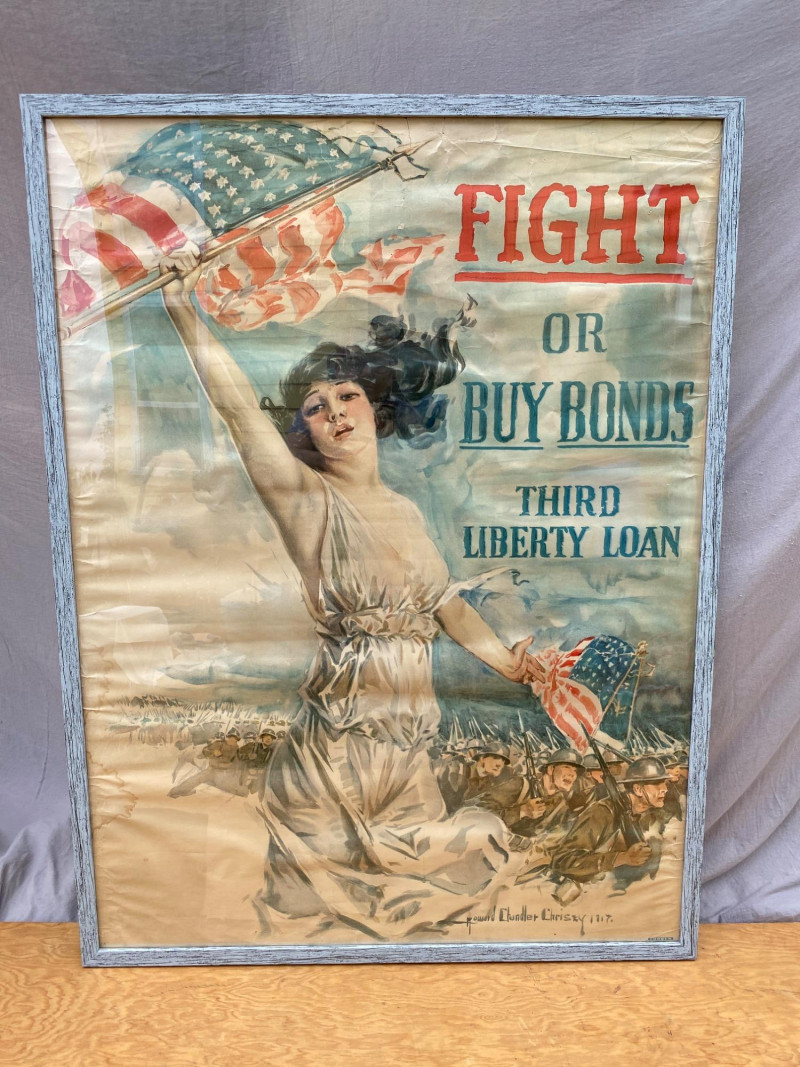 FIGHT
OR
BUY BONDS
THIRD
LIBERTY LOAN
Howard Chandler Christy 1917.